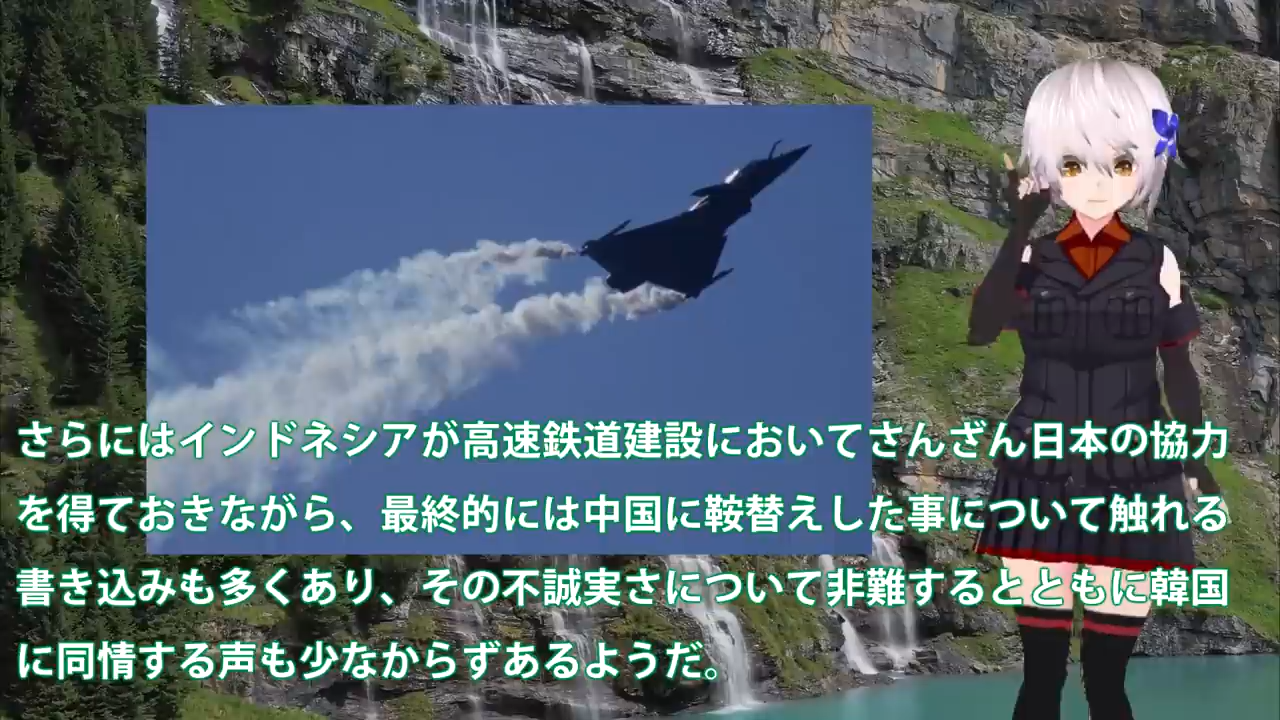 さらにはインドネシアが高速鉄道建設においてさんざん日本の協力
を得ておきながら、最終的には中国に鞍替えした事について触れる
書き込みも多くあり、その不誠実さについて非難するとともに韓国
に同情する声も少なからずあるようだ。